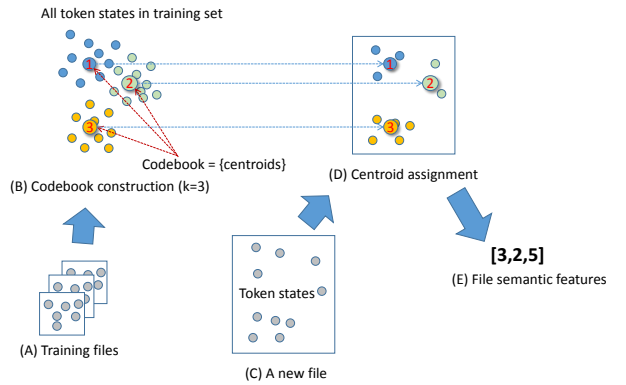 All token states in training set
1
2
3
1
2
3
Codebook = {centroids}
(B) Codebook construction (k=3)
(D) Centroid assignment
Token states
[3,2,5]
(E) File semantic features
(A) Training files
(C) A new file